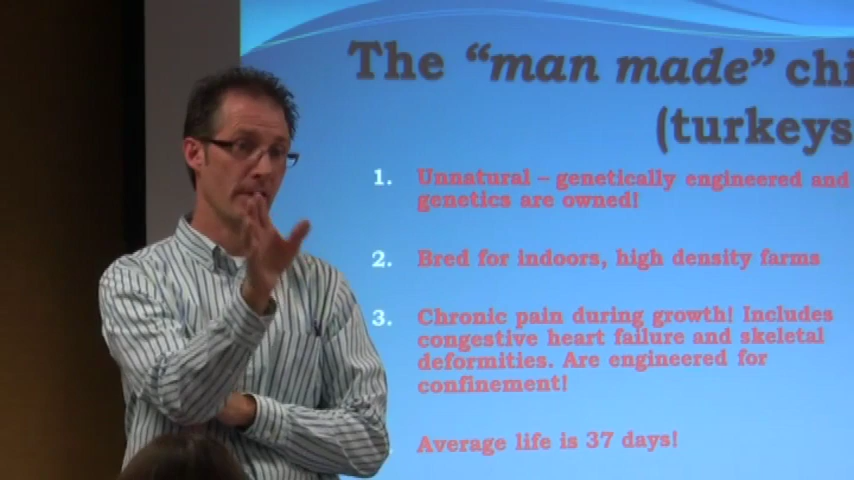 The “man made” chi
(turkeys
1. Unnatural – genetically engineered and
genetics are owned!
2. Bred for indoors, high density farms
3. Chronic pain during growth! Includes
congestive heart failure and skeletal
deformities. Are engineered for
confinement!
Average life is 37 days!